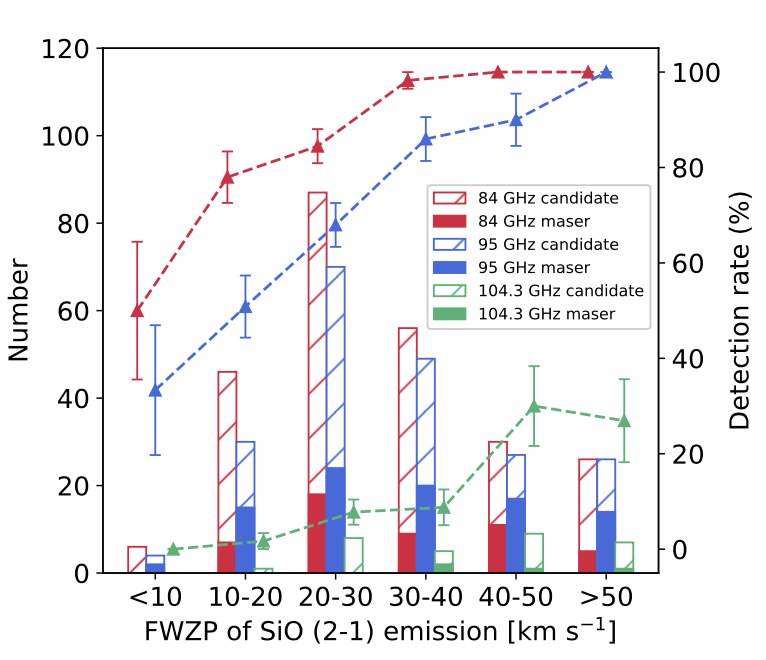 120
100
80
60
40
20
0
Number
100
80
60
40
20
0
Detection rate (%)
84 GHz candidate
84 GHz maser
95 GHz candidate
95 GHz maser
104.3 GHz candidate
104.3 GHz maser
<10 10-20 20-30 30-40 40-50 >50
FWZP of SiO (2-1) emission [km s⁻¹]